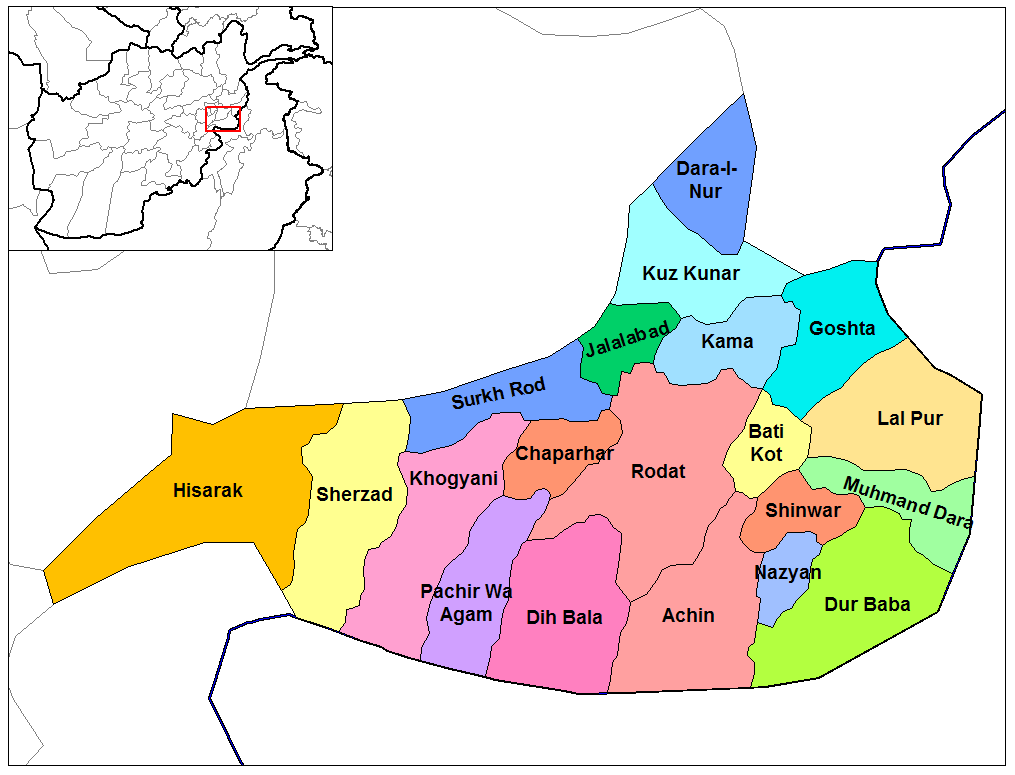 Dara-I-
Nur
Kuz Kunar
Goshta
Jalalabad
Kama
Surkh Rod
Lal Pur
Bati
Kot
Chaparhar
Rodat
Khogyani
Hisarak
Sherzad
Muhmand Dara
Shinwar
Nazyan
Pachir Wa
Agam
Dih Bala
Achin
Dur Baba